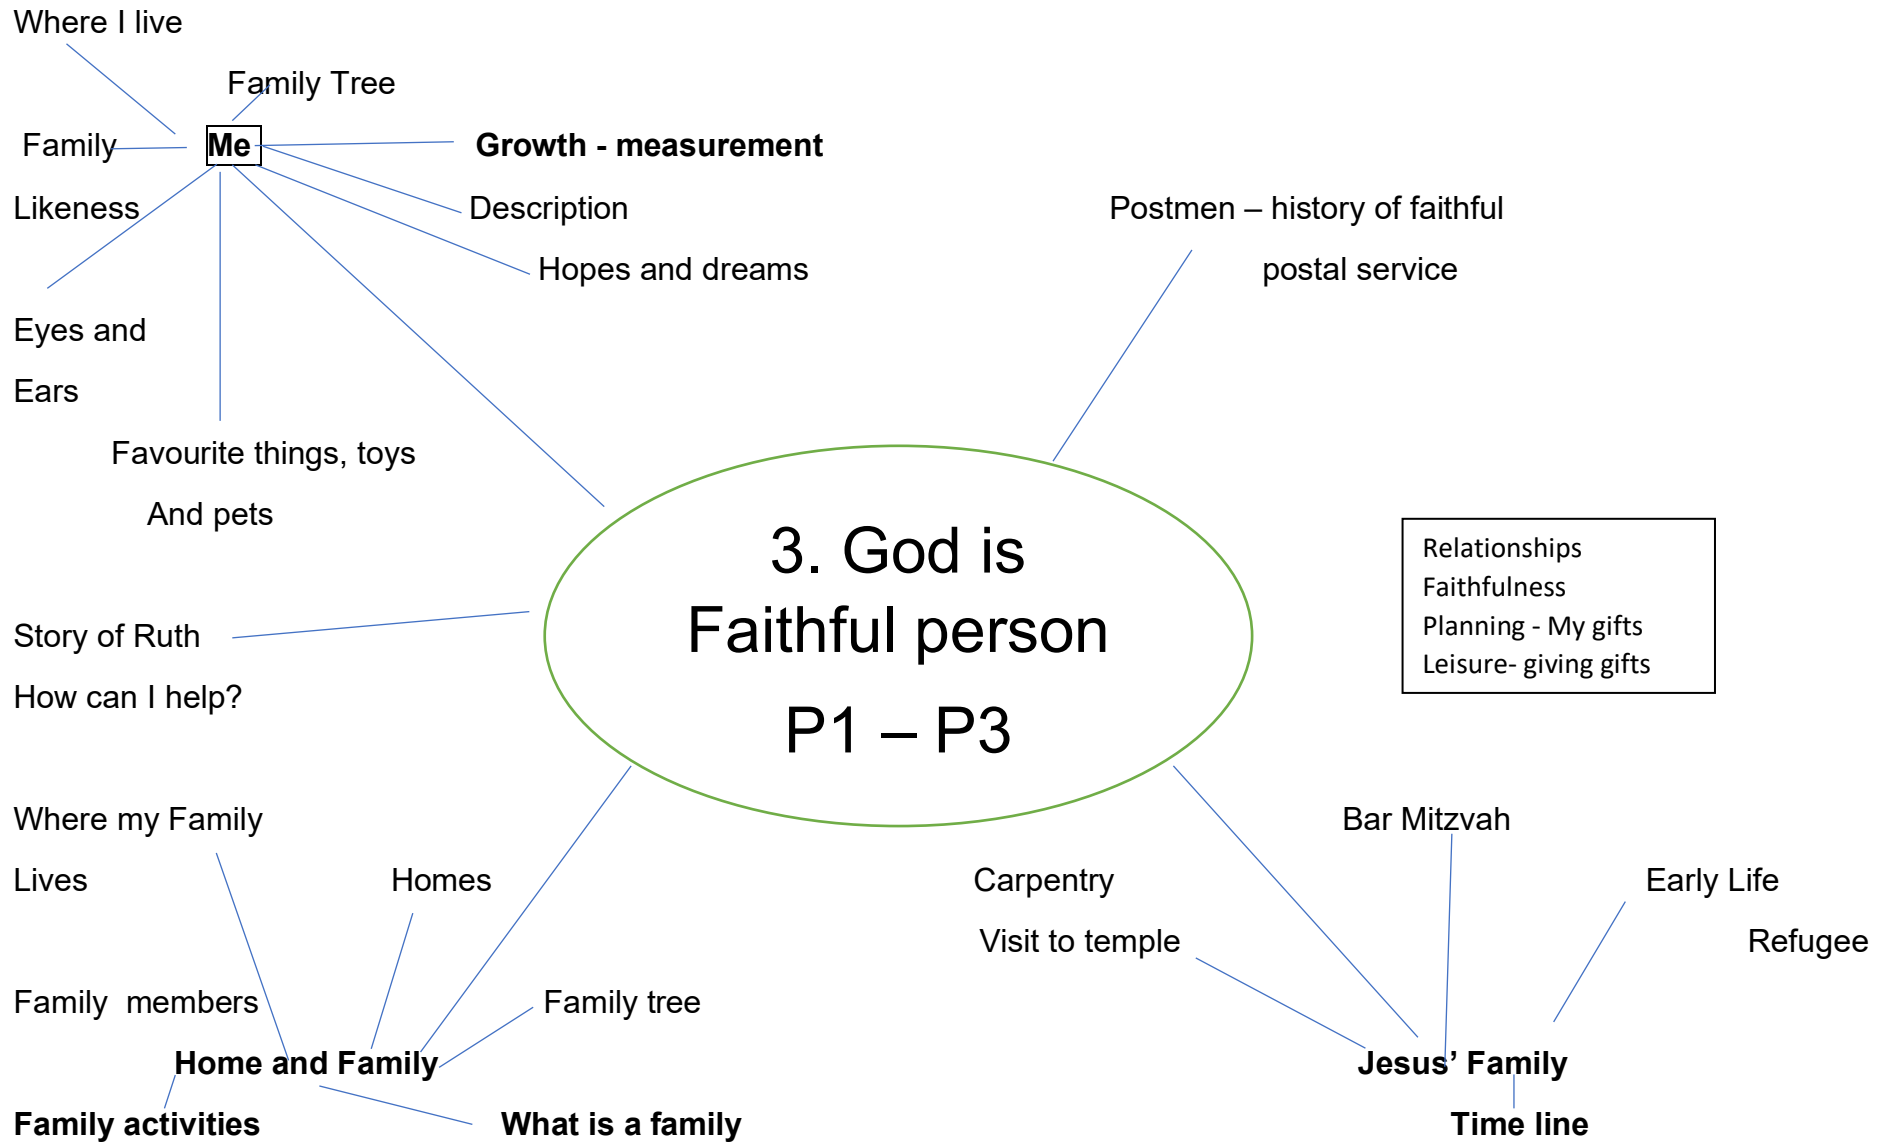 Where I live
Family Tree
Family
Me
Growth - measurement
Likeness
Description
Postmen – history of faithful
Hopes and dreams
postal service
Eyes and
Ears
Favourite things, toys
And pets
3. God is
Faithful person
P1 – P3
Relationships
Faithfulness
Planning - My gifts
Leisure- giving gifts
Story of Ruth
How can I help?
Where my Family
Bar Mitzvah
Lives
Homes
Carpentry
Early Life
Visit to temple
Refugee
Family members
Family tree
Home and Family
Jesus’ Family
Family activities
What is a family
Time line